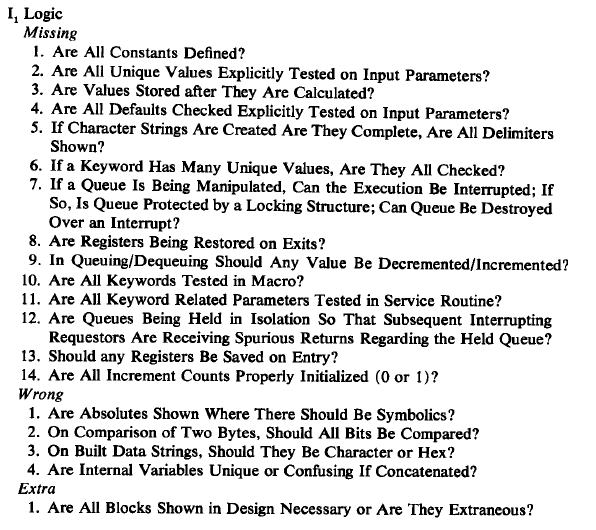 I₁ Logic
Missing
1. Are All Constants Defined?
2. Are All Unique Values Explicitly Tested on Input Parameters?
3. Are Values Stored after They Are Calculated?
4. Are All Defaults Checked Explicitly Tested on Input Parameters?
5. If Character Strings Are Created Are They Complete, Are All Delimiters
Shown?
6. If a Keyword Has Many Unique Values, Are They All Checked?
7. If a Queue Is Being Manipulated, Can the Execution Be Interrupted; If
So, Is Queue Protected by a Locking Structure; Can Queue Be Destroyed
Over an Interrupt?
8. Are Registers Being Restored on Exits?
9. In Queuing/Dequeuing Should Any Value Be Decremented/Incremented?
10. Are All Keywords Tested in Macro?
11. Are All Keyword Related Parameters Tested in Service Routine?
12. Are Queues Being Held in Isolation So That Subsequent Interrupting
Requestors Are Receiving Spurious Returns Regarding the Held Queue?
13. Should any Registers Be Saved on Entry?
14. Are All Increment Counts Properly Initialized (0 or 1)?
Wrong
1. Are Absolutes Shown Where There Should Be Symbolics?
2. On Comparison of Two Bytes, Should All Bits Be Compared?
3. On Built Data Strings, Should They Be Character or Hex?
4. Are Internal Variables Unique or Confusing If Concatenated?
Extra
1. Are All Blocks Shown in Design Necessary or Are They Extraneous?